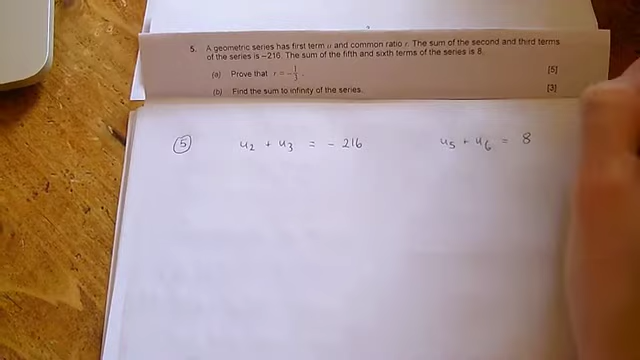 5. A geometric series has first term a and common ratio r. The sum of the second and third terms
of the series is −216. The sum of the fifth and sixth terms of the series is 8.
(a) Prove that r = −1/3. [5]
(b) Find the sum to infinity of the series. [3]
5 u₂ + u₃ = − 216 u₅ + u₆ = 8